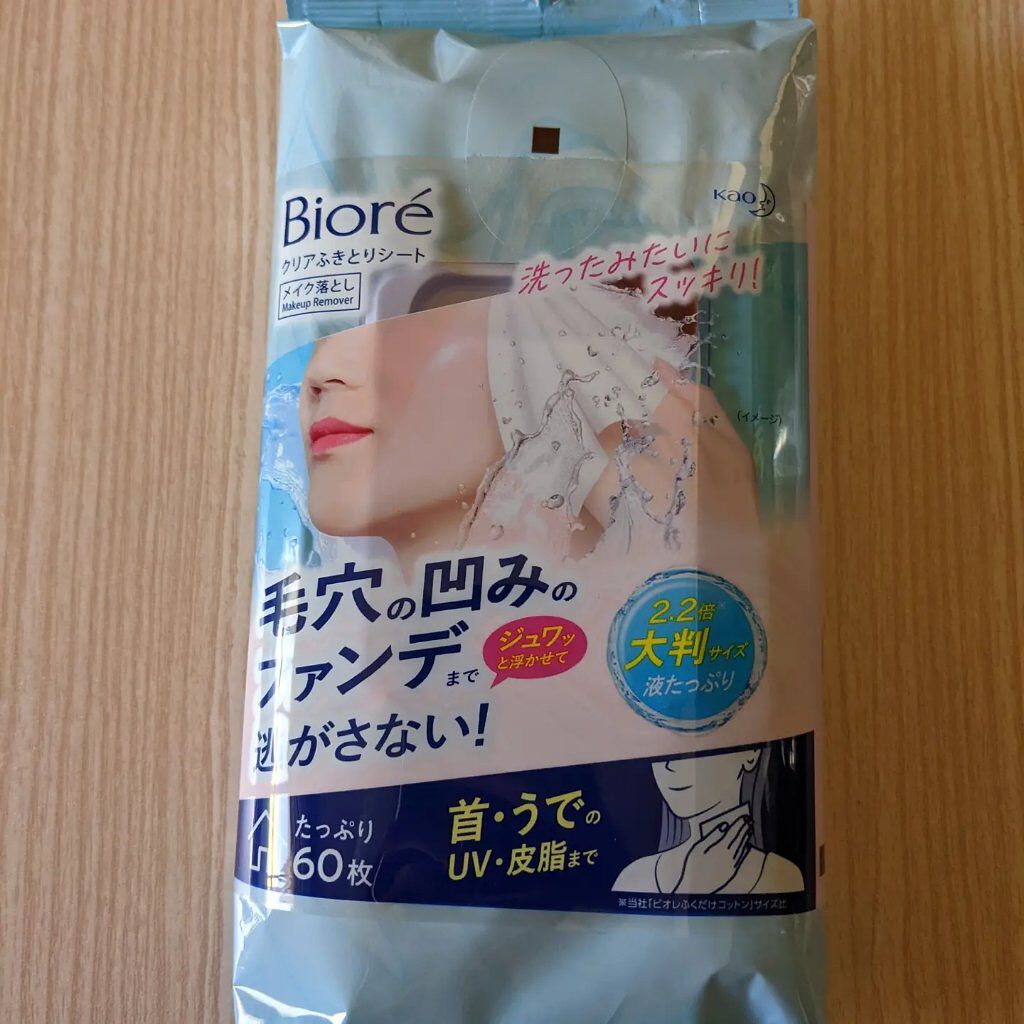 Bioré
クリアふきとりシート
メイク落とし
Makeup Remover
Kao
洗ったみたいに
スッキリ!
(イメージ)
毛穴の凹みの
ファンデまで
ジュワッ
と浮かせて
逃がさない!
2.2倍※
大判サイズ
液たっぷり
たっぷり
60枚
首・うでの
UV・皮脂まで
※当社「ビオレふくだけコットン」サイズ比